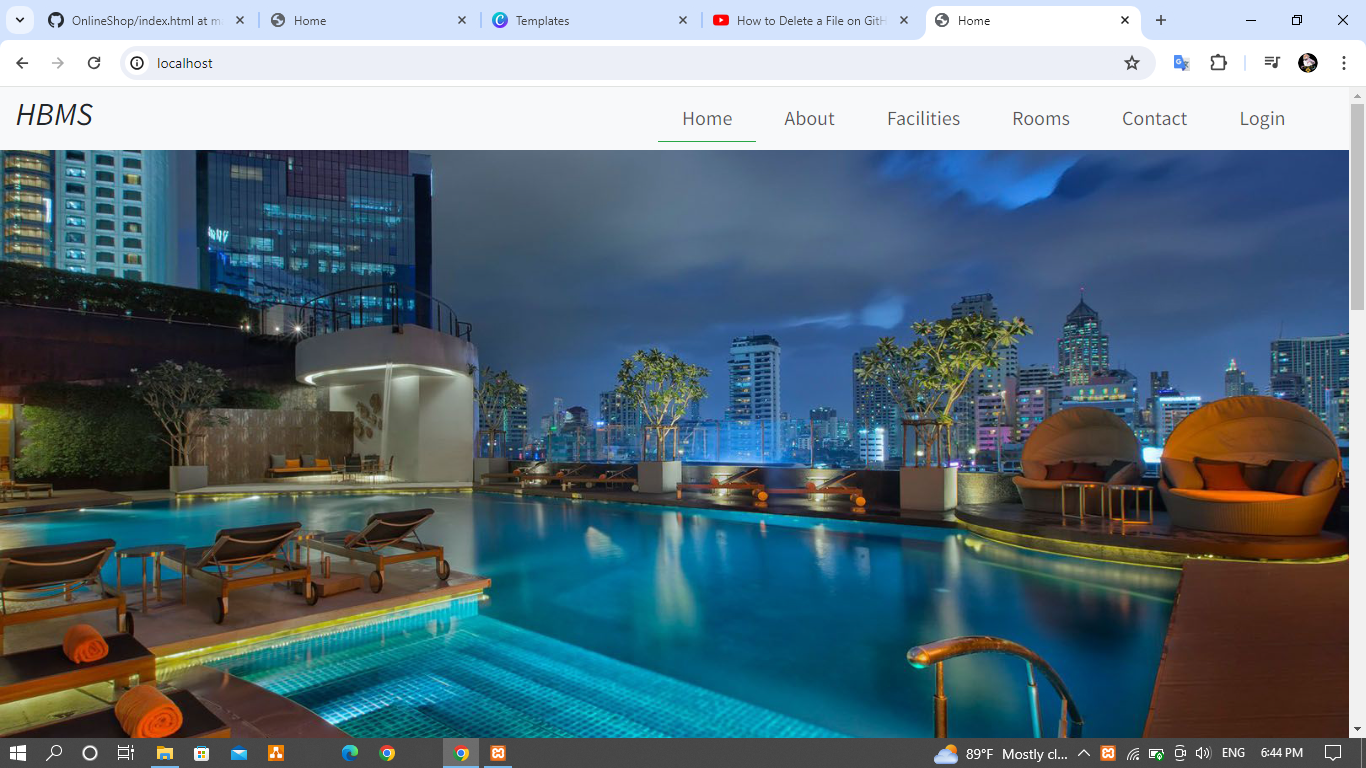 OnlineShop/index.html at ma
Home
Templates
How to Delete a File on GitH
Home
localhost
HBMS
Home
About
Facilities
Rooms
Contact
Login
89°F Mostly cl...
ENG
6:44 PM